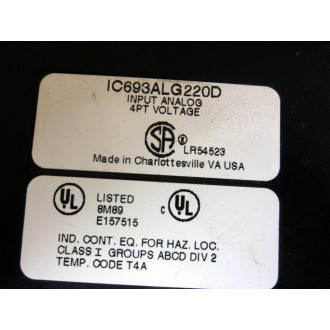 IC693ALG220D
INPUT ANALOG
4PT VOLTAGE
SA ® LR54523
Made in Charlottesville VA USA
UL LISTED C UL
8M89
E157515
IND. CONT. EQ. FOR HAZ. LOC.
CLASS I GROUPS ABCD DIV 2
TEMP. CODE T4A